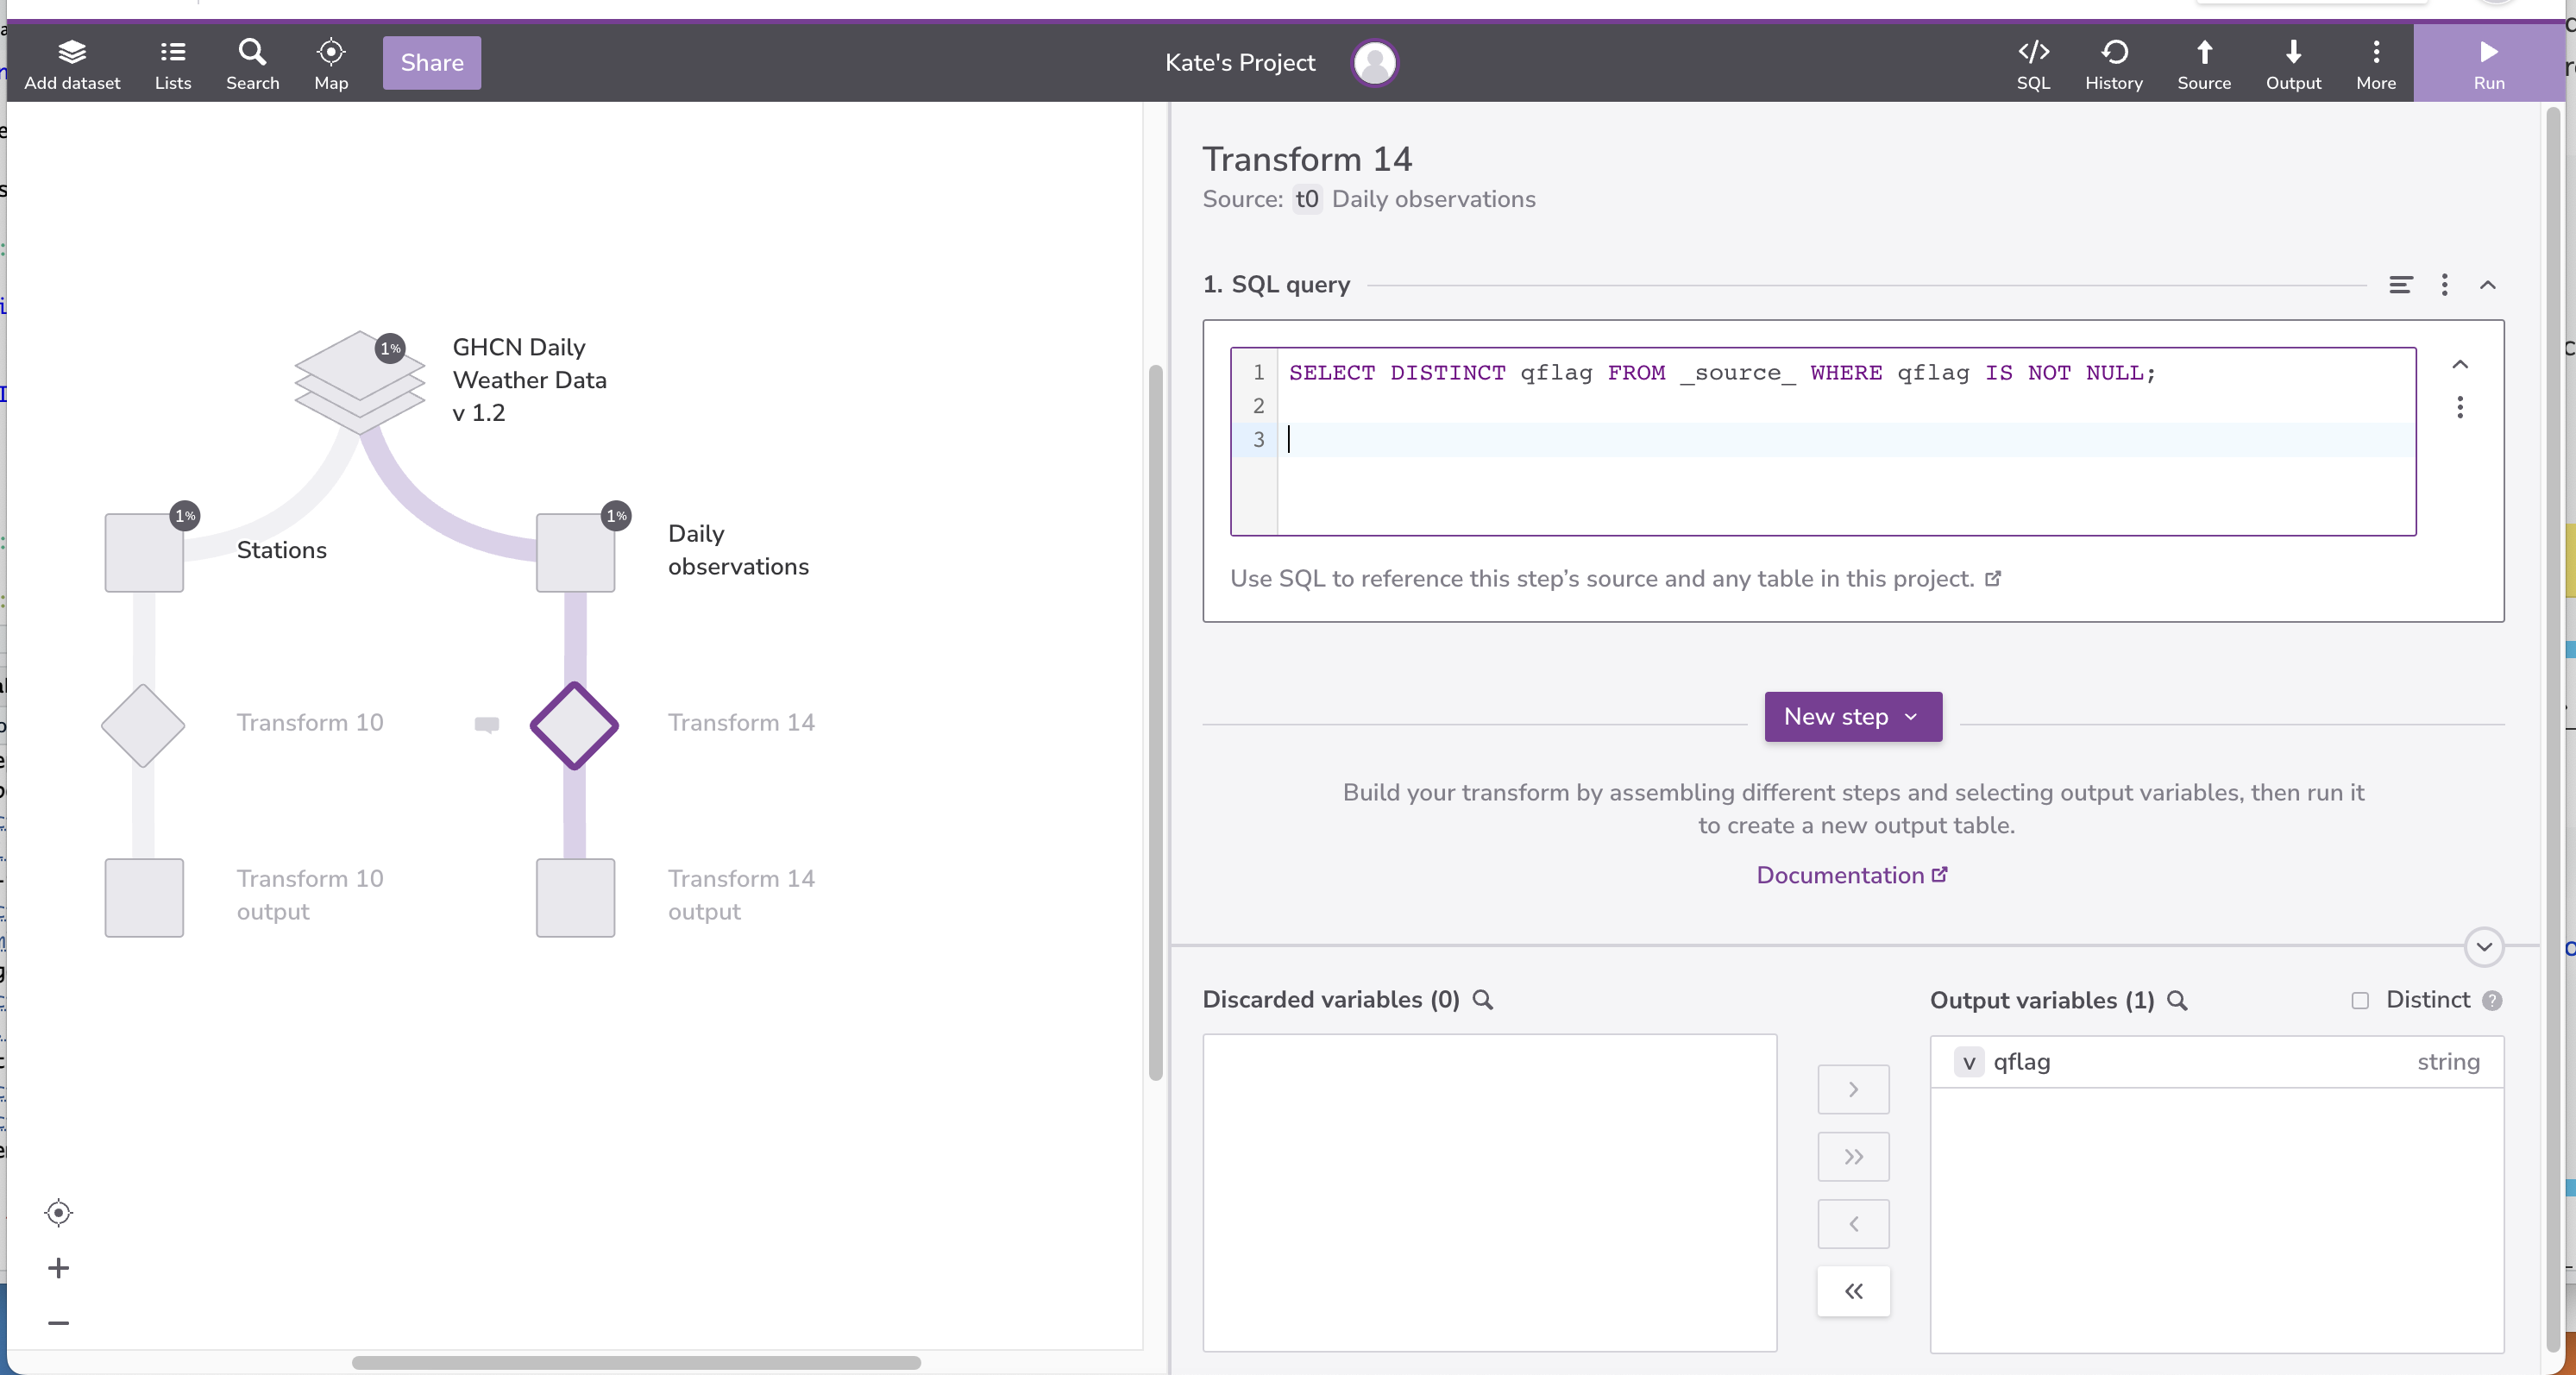 Add dataset
Lists
Search
Map
Share
Kate's Project
SQL
History
Source
Output
More
Run
GHCN Daily
Weather Data
v 1.2
1%
1%
Stations
1%
Daily
observations
Transform 10
Transform 14
Transform 10
output
Transform 14
output
Transform 14
Source: t0 Daily observations
1. SQL query
1 SELECT DISTINCT qflag FROM _source_ WHERE qflag IS NOT NULL;
2
3
Use SQL to reference this step’s source and any table in this project.
New step
Build your transform by assembling different steps and selecting output variables, then run it
to create a new output table.
Documentation
Discarded variables (0)
Output variables (1)
Distinct ?
v qflag string